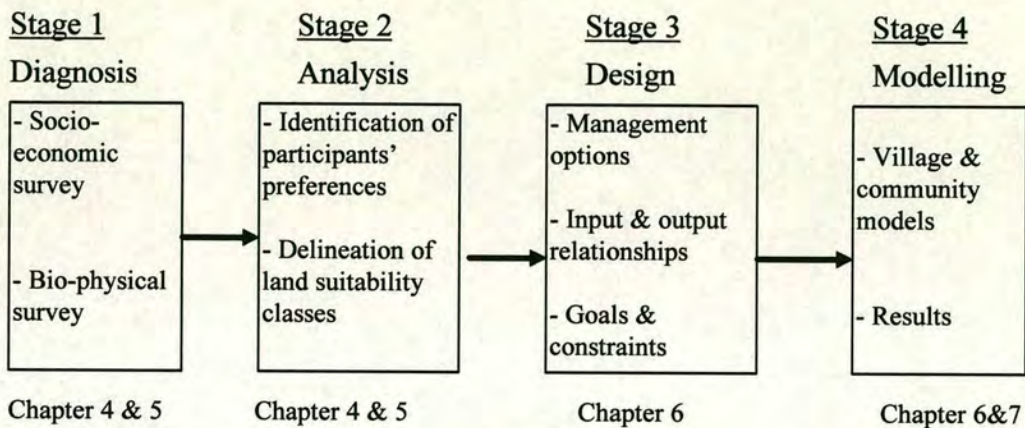 Stage 1
Diagnosis
- Socio-
economic
survey
- Bio-physical
survey
Chapter 4 & 5
Stage 2
Analysis
- Identification of
participants’
preferences
- Delineation of
land suitability
classes
Chapter 4 & 5
Stage 3
Design
- Management
options
- Input & output
relationships
- Goals &
constraints
Chapter 6
Stage 4
Modelling
- Village &
community
models
- Results
Chapter 6&7